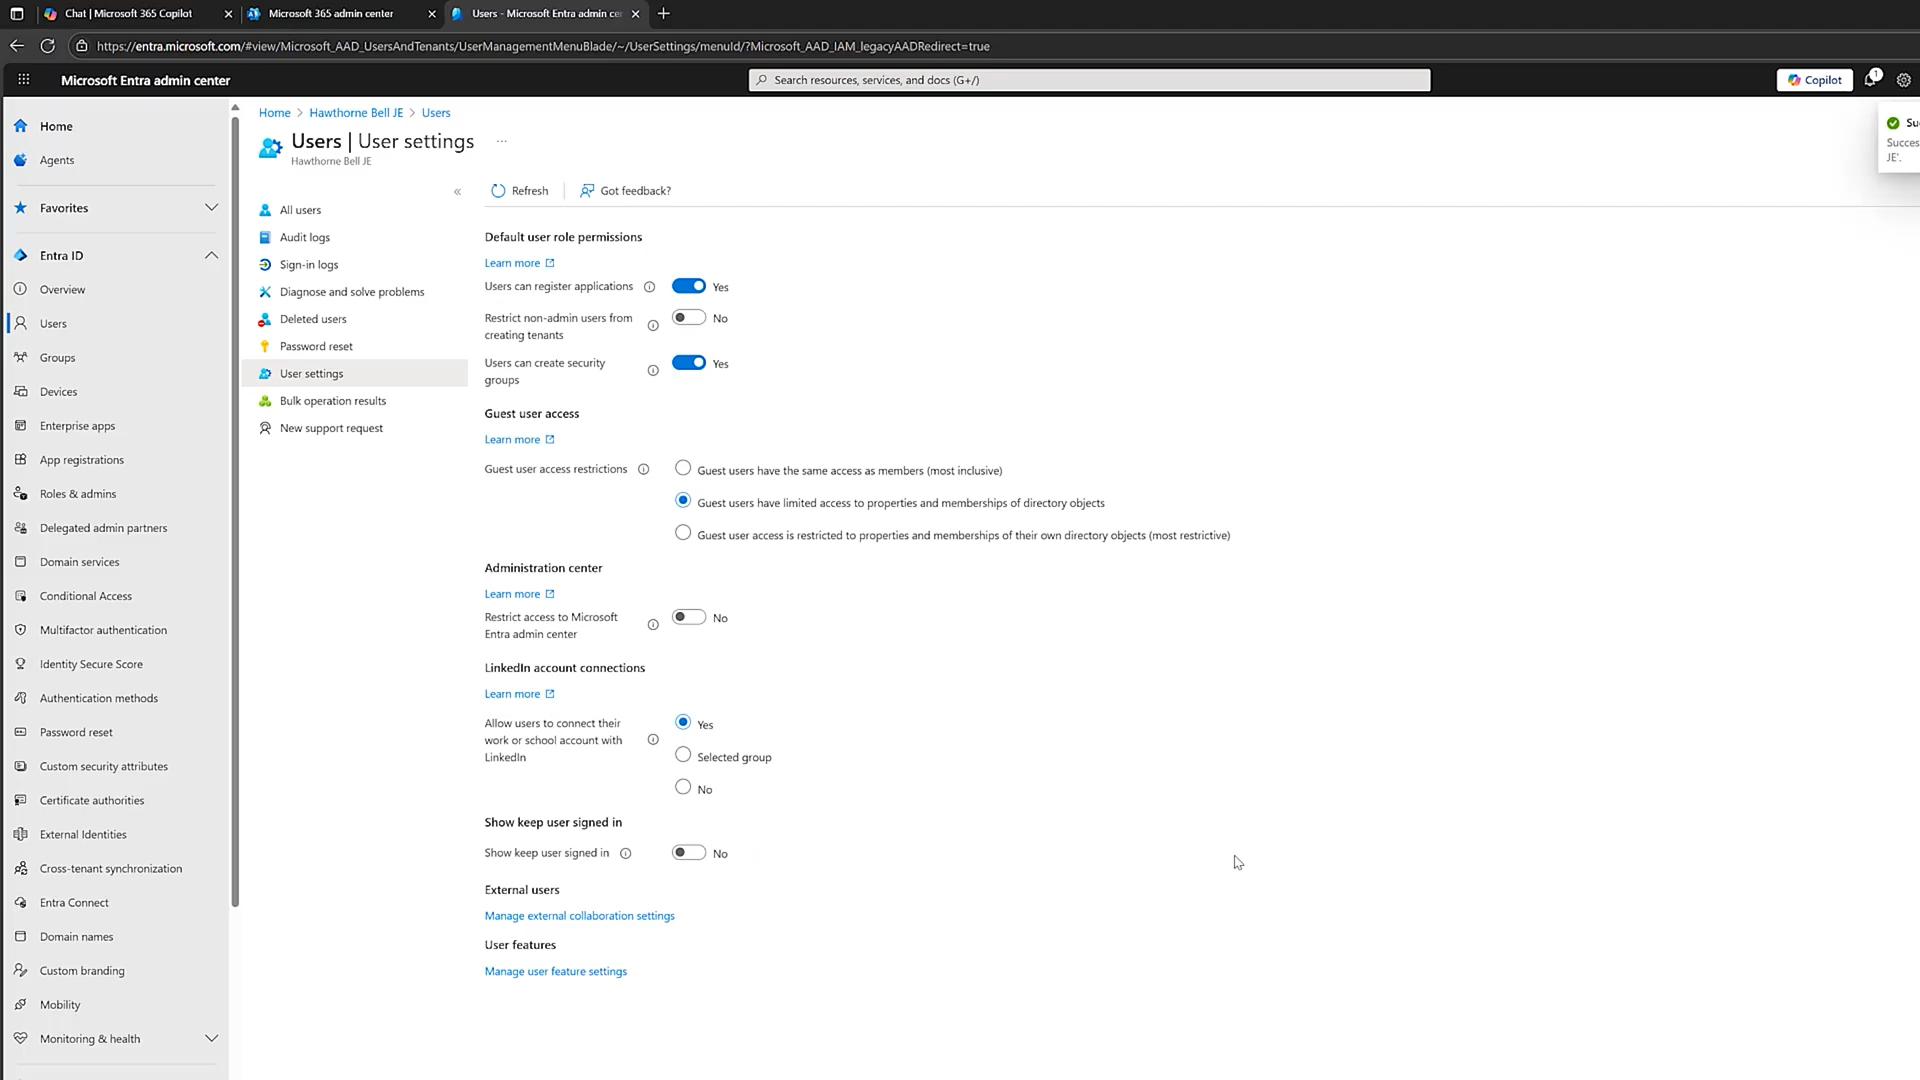 Chat | Microsoft 365 Copilot
Microsoft 365 admin center
Users - Microsoft Entra admin ce
https://entra.microsoft.com/#view/Microsoft_AAD_UsersAndTenants/UserManagementMenuBlade/~/UserSettings/menuId/?Microsoft_AAD_IAM_legacyAADRedirect=true
Microsoft Entra admin center
Search resources, services, and docs (G+/)
Copilot
1
Home
Agents
Favorites
Entra ID
Overview
Users
Groups
Devices
Enterprise apps
App registrations
Roles & admins
Delegated admin partners
Domain services
Conditional Access
Multifactor authentication
Identity Secure Score
Authentication methods
Password reset
Custom security attributes
Certificate authorities
External Identities
Cross-tenant synchronization
Entra Connect
Domain names
Custom branding
Mobility
Monitoring & health
Home > Hawthorne Bell JE > Users
Users | User settings ...
Hawthorne Bell JE
All users
Audit logs
Sign-in logs
Diagnose and solve problems
Deleted users
Password reset
User settings
Bulk operation results
New support request
Refresh
Got feedback?
Default user role permissions
Learn more
Users can register applications
Yes
Restrict non-admin users from
creating tenants
No
Users can create security
groups
Yes
Guest user access
Learn more
Guest user access restrictions
Guest users have the same access as members (most inclusive)
Guest users have limited access to properties and memberships of directory objects
Guest user access is restricted to properties and memberships of their own directory objects (most restrictive)
Administration center
Learn more
Restrict access to Microsoft
Entra admin center
No
LinkedIn account connections
Learn more
Allow users to connect their
work or school account with
LinkedIn
Yes
Selected group
No
Show keep user signed in
Show keep user signed in
No
External users
Manage external collaboration settings
User features
Manage user feature settings
Su
Succes
JE'.